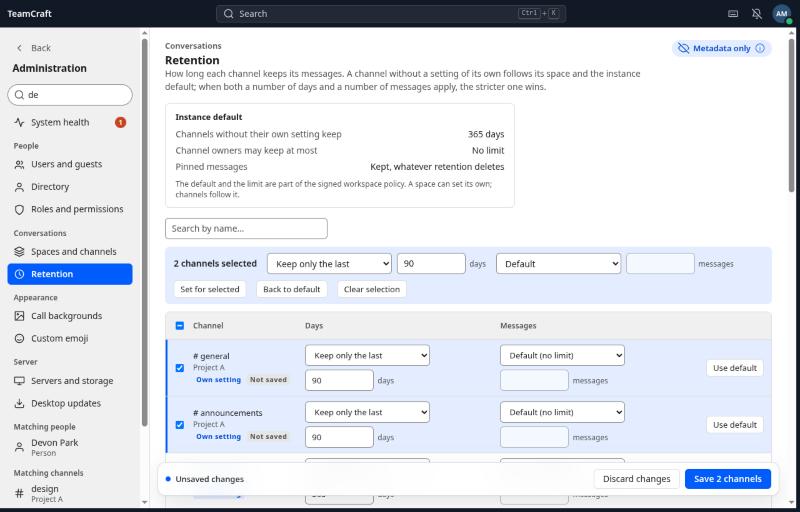 TeamCraft
Search
Ctrl + K
AM
Back
Administration
de
System health 1
People
Users and guests
Directory
Roles and permissions
Conversations
Spaces and channels
Retention
Appearance
Call backgrounds
Custom emoji
Server
Servers and storage
Desktop updates
Matching people
Devon Park
Person
Matching channels
design
Project A
Conversations
Retention
Metadata only
How long each channel keeps its messages. A channel without a setting of its own follows its space and the instance
default; when both a number of days and a number of messages apply, the stricter one wins.
Instance default
Channels without their own setting keep 365 days
Channel owners may keep at most No limit
Pinned messages Kept, whatever retention deletes
The default and the limit are part of the signed workspace policy. A space can set its own;
channels follow it.
Search by name...
2 channels selected Keep only the last 90 days Default messages
Set for selected Back to default Clear selection
Channel Days Messages
# general
Project A
Own setting Not saved
Keep only the last
90 days
Default (no limit)
messages
Use default
# announcements
Project A
Own setting Not saved
Keep only the last
90 days
Default (no limit)
messages
Use default
Unsaved changes Discard changes Save 2 channels